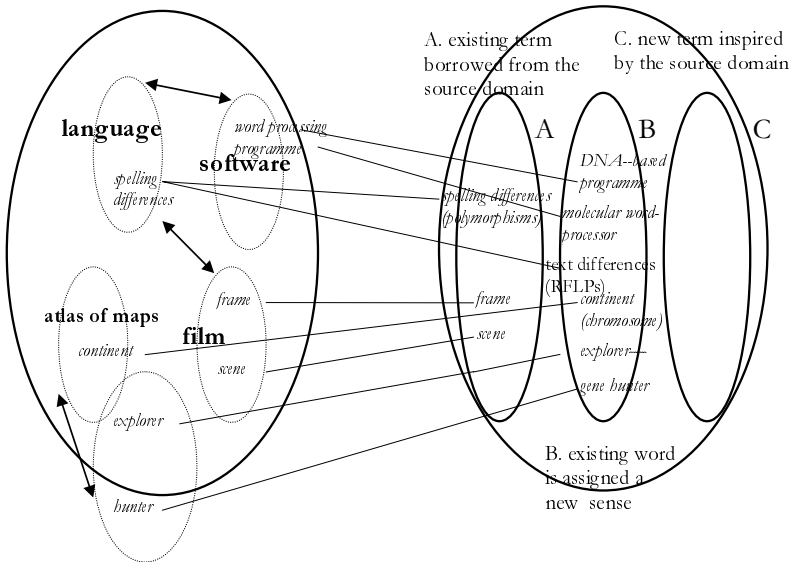 A. existing term
borrowed from the
source domain
C. new term inspired
by the source domain
language
word processing
programme
software
spelling
differences
atlas of maps
continent
frame
film
scene
explorer
hunter
A
B
C
spelling differences
(polymorphisms)
frame
scene
DNA--based
programme
molecular word-
processor
text differences
(RFLPs)
continent
(chromosome)
explorer—
gene hunter
B. existing word
is assigned a
new sense